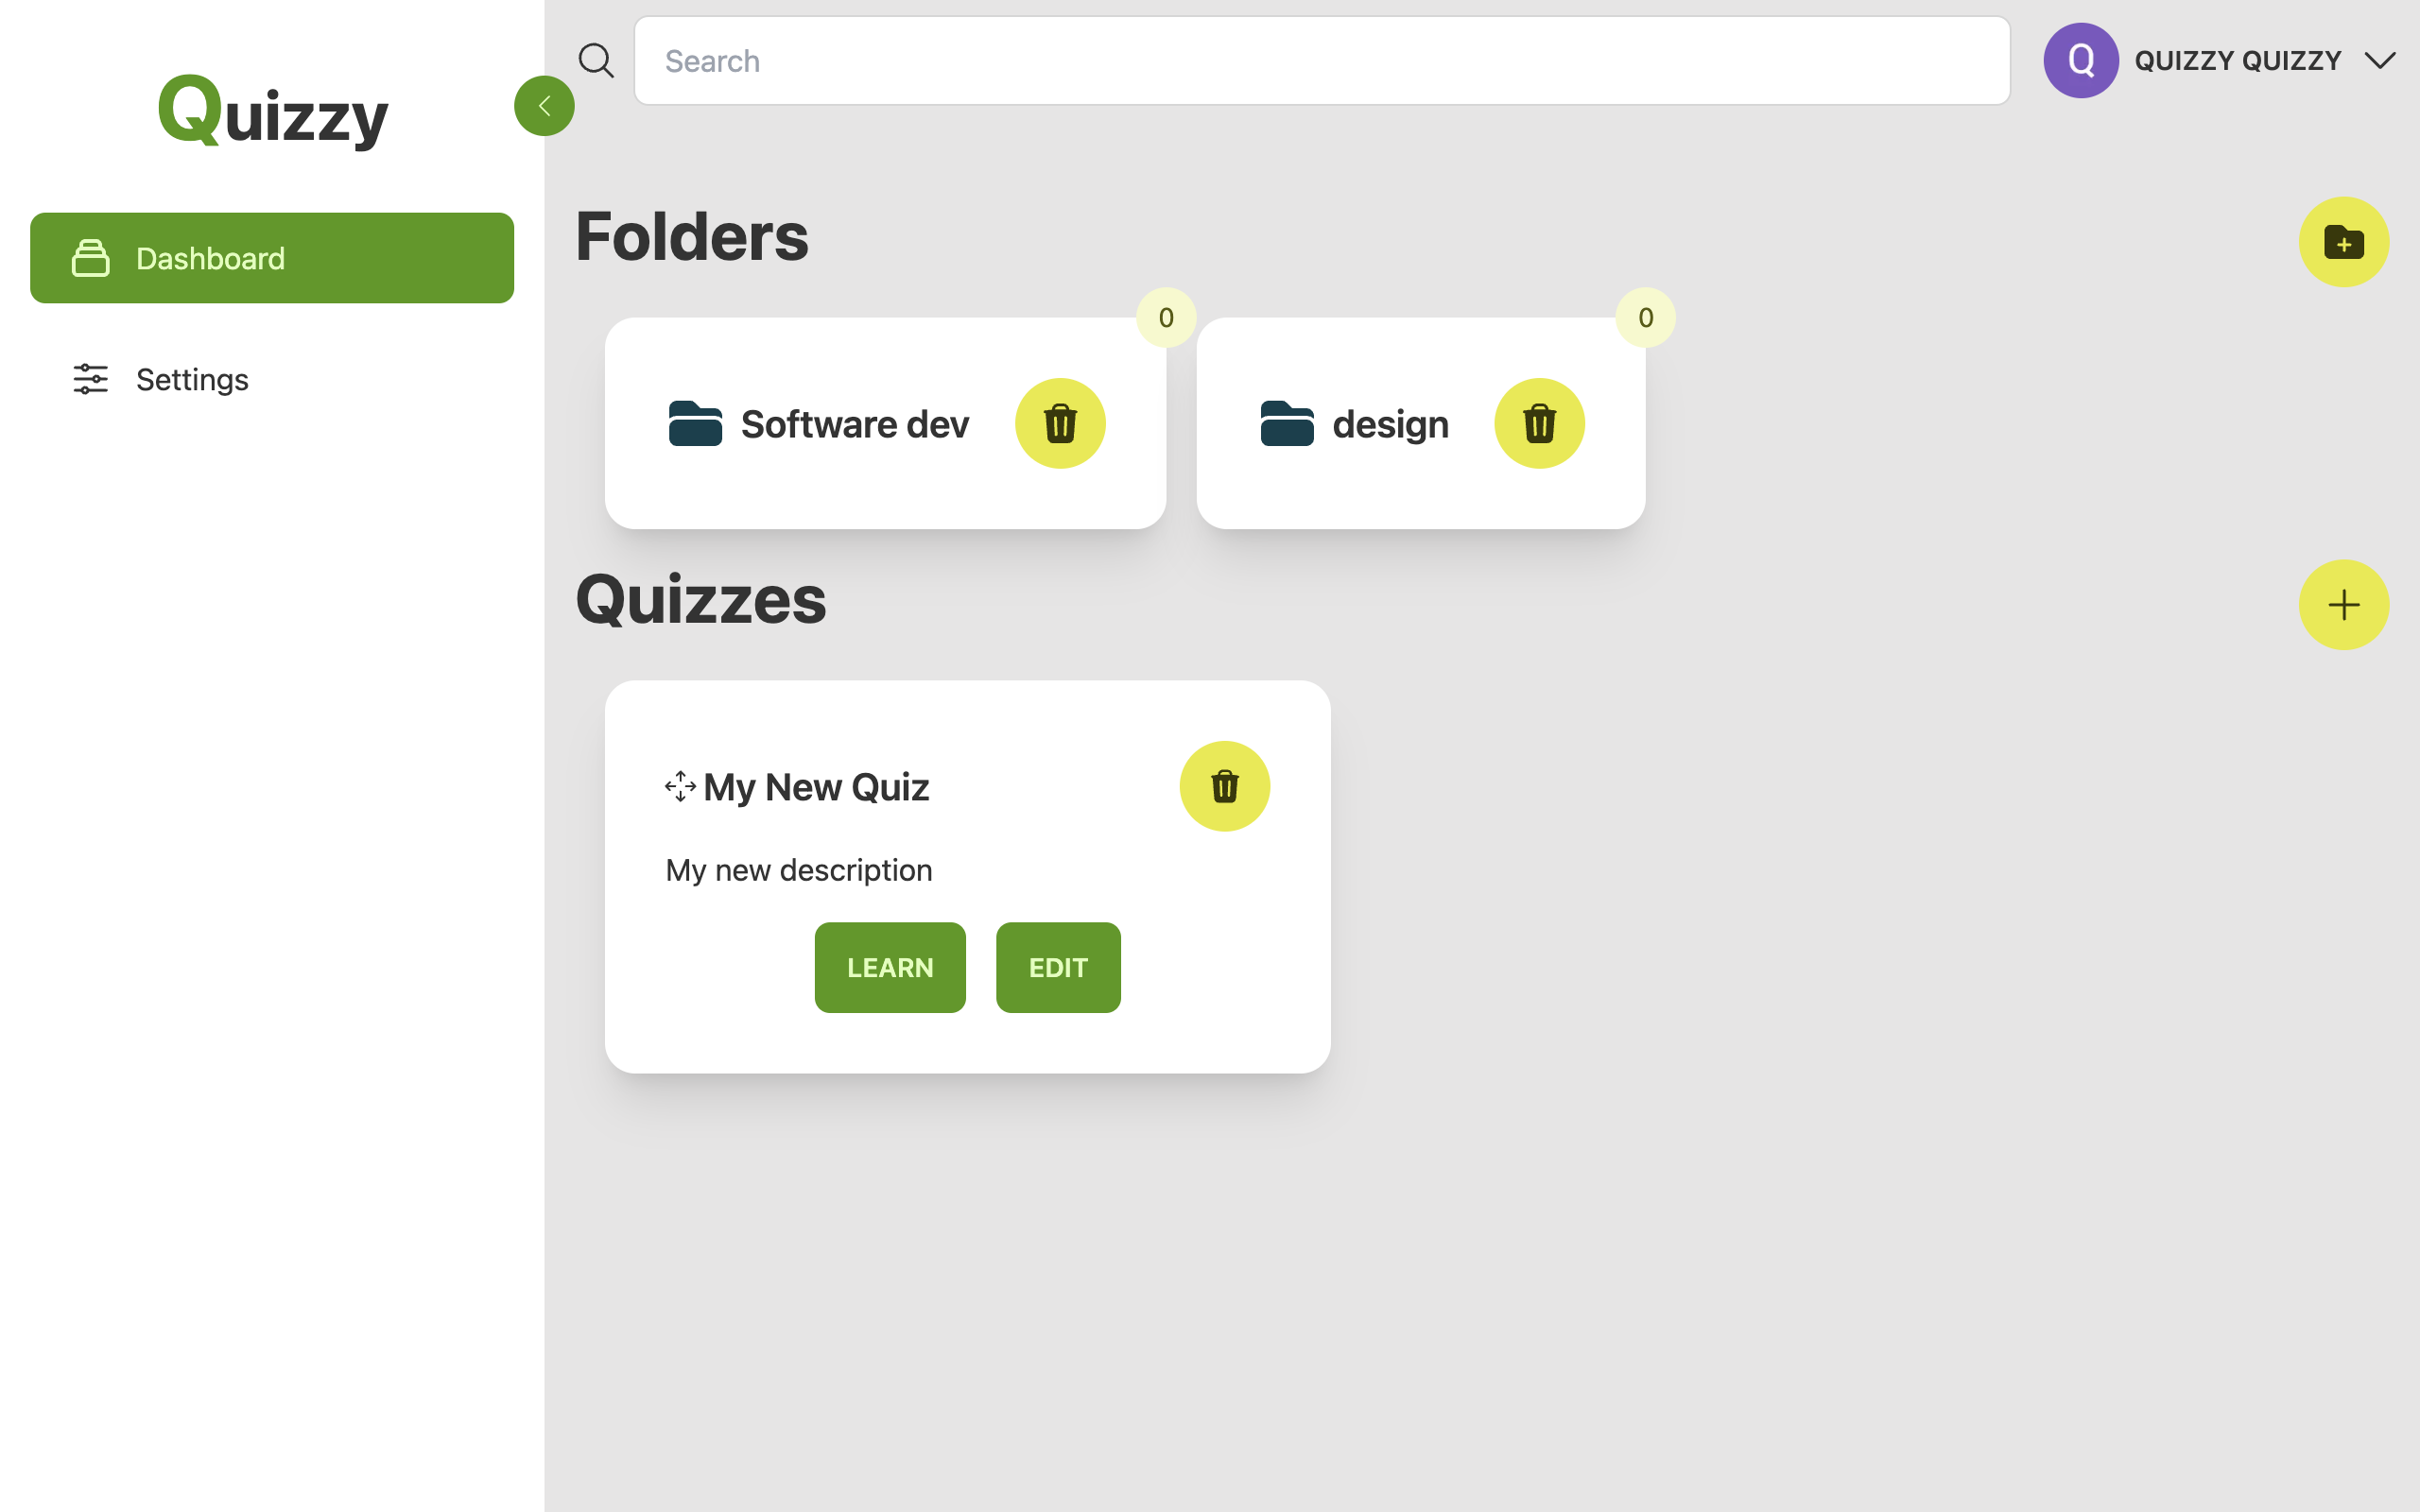 Quizzy
Search
Q
QUIZZY QUIZZY
Dashboard
Settings
Folders
0
0
Software dev
design
Quizzes
My New Quiz
My new description
LEARN
EDIT